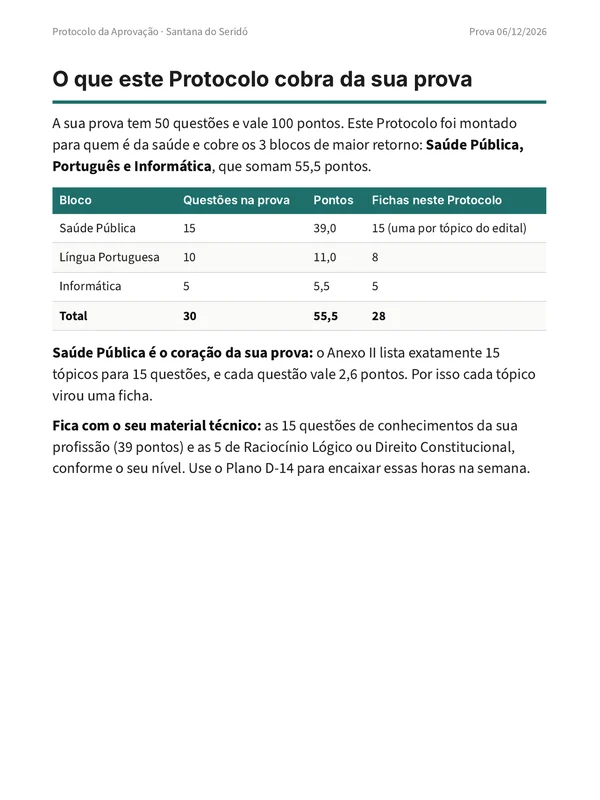 Protocolo da Aprovação · Santana do Seridó Prova 06/12/2026
O que este Protocolo cobra da sua prova
A sua prova tem 50 questões e vale 100 pontos. Este Protocolo foi montado
para quem é da saúde e cobre os 3 blocos de maior retorno: Saúde Pública,
Português e Informática, que somam 55,5 pontos.
Bloco Questões na prova Pontos Fichas neste Protocolo
Saúde Pública 15 39,0 15 (uma por tópico do edital)
Língua Portuguesa 10 11,0 8
Informática 5 5,5 5
Total 30 55,5 28
Saúde Pública é o coração da sua prova: o Anexo II lista exatamente 15
tópicos para 15 questões, e cada questão vale 2,6 pontos. Por isso cada tópico
virou uma ficha.
Fica com o seu material técnico: as 15 questões de conhecimentos da sua
profissão (39 pontos) e as 5 de Raciocínio Lógico ou Direito Constitucional,
conforme o seu nível. Use o Plano D-14 para encaixar essas horas na semana.